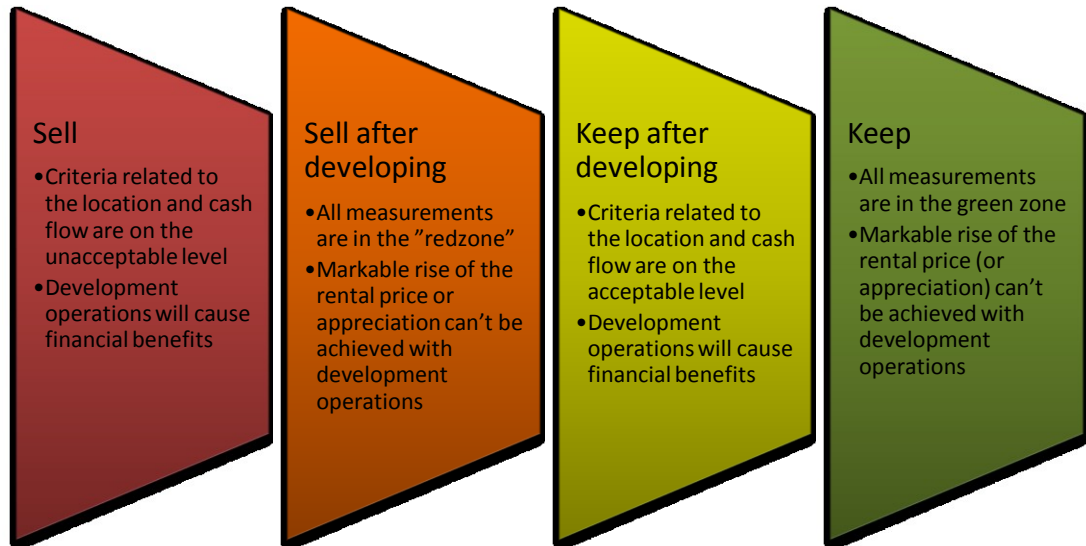 Sell
•Criteria related to
the location and cash
flow are on the
unacceptable level
•Development
operations will cause
financial benefits
Sell after
developing
•All measurements
are in the ”redzone”
•Markable rise of the
rental price or
appreciation can’t be
achieved with
development
operations
Keep after
developing
•Criteria related to
the location and cash
flow are on the
acceptable level
•Development
operations will cause
financial benefits
Keep
•All measurements
are in the green zone
•Markable rise of the
rental price (or
appreciation) can’t
be achieved with
development
operations